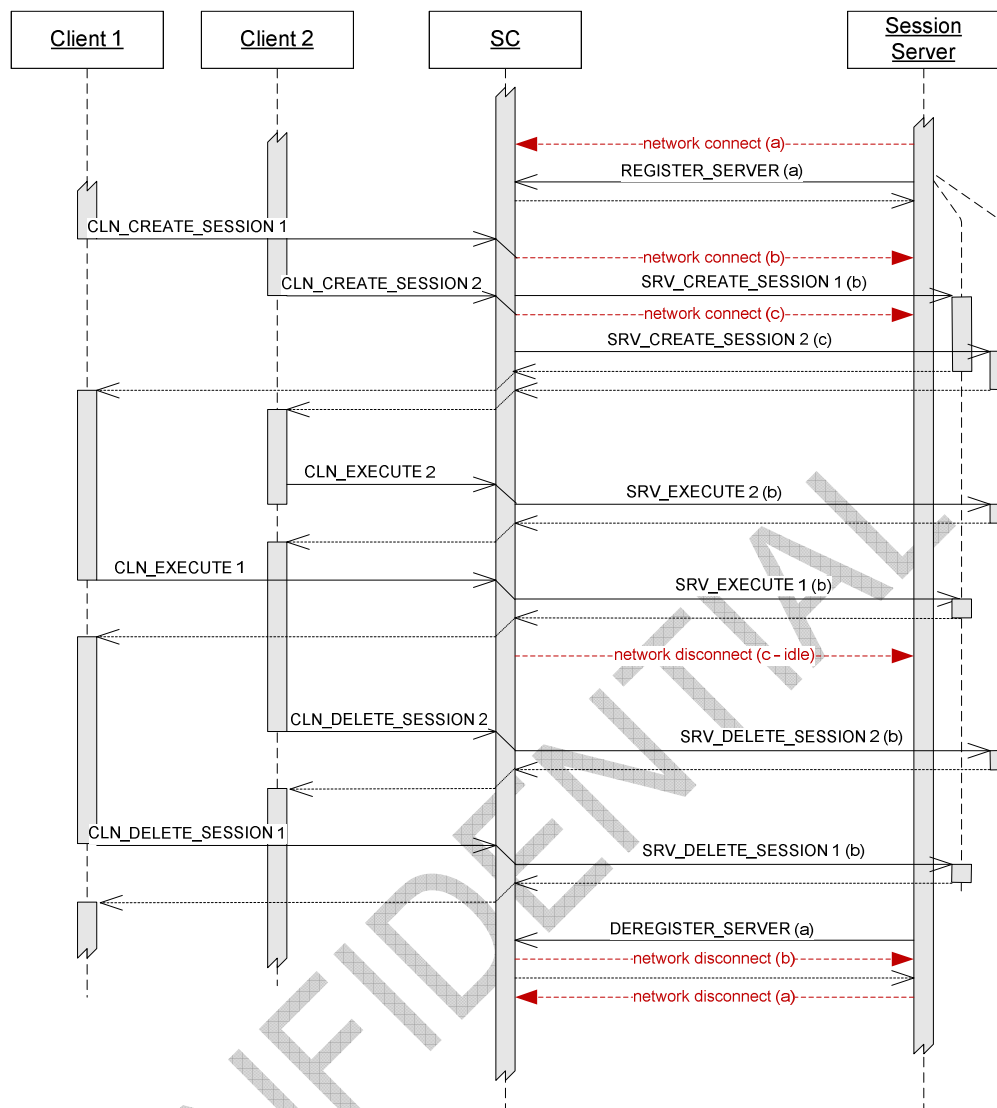 Client 1
Client 2
SC
Session
Server
network connect (a)
REGISTER_SERVER (a)
CLN_CREATE_SESSION 1
network connect (b)
CLN_CREATE_SESSION 2
SRV_CREATE_SESSION 1 (b)
network connect (c)
SRV_CREATE_SESSION 2 (c)
CLN_EXECUTE 2
SRV_EXECUTE 2 (b)
CLN_EXECUTE 1
SRV_EXECUTE 1 (b)
network disconnect (c - idle)
CLN_DELETE_SESSION 2
SRV_DELETE_SESSION 2 (b)
CLN_DELETE_SESSION 1
SRV_DELETE_SESSION 1 (b)
DEREGISTER_SERVER (a)
network disconnect (b)
network disconnect (a)
NFIDENTIAL